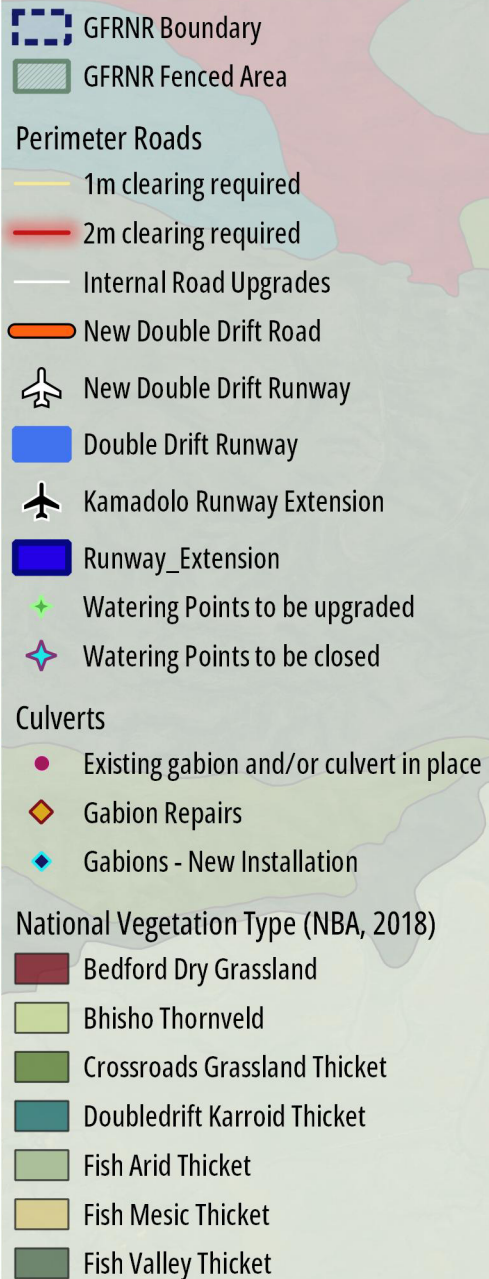 GFRNR Boundary
GFRNR Fenced Area
Perimeter Roads
1m clearing required
2m clearing required
Internal Road Upgrades
New Double Drift Road
New Double Drift Runway
Double Drift Runway
Kamadolo Runway Extension
Runway_Extension
Watering Points to be upgraded
Watering Points to be closed
Culverts
Existing gabion and/or culvert in place
Gabion Repairs
Gabions - New Installation
National Vegetation Type (NBA, 2018)
Bedford Dry Grassland
Bhisho Thornveld
Crossroads Grassland Thicket
Doubledrift Karroid Thicket
Fish Arid Thicket
Fish Mesic Thicket
Fish Valley Thicket